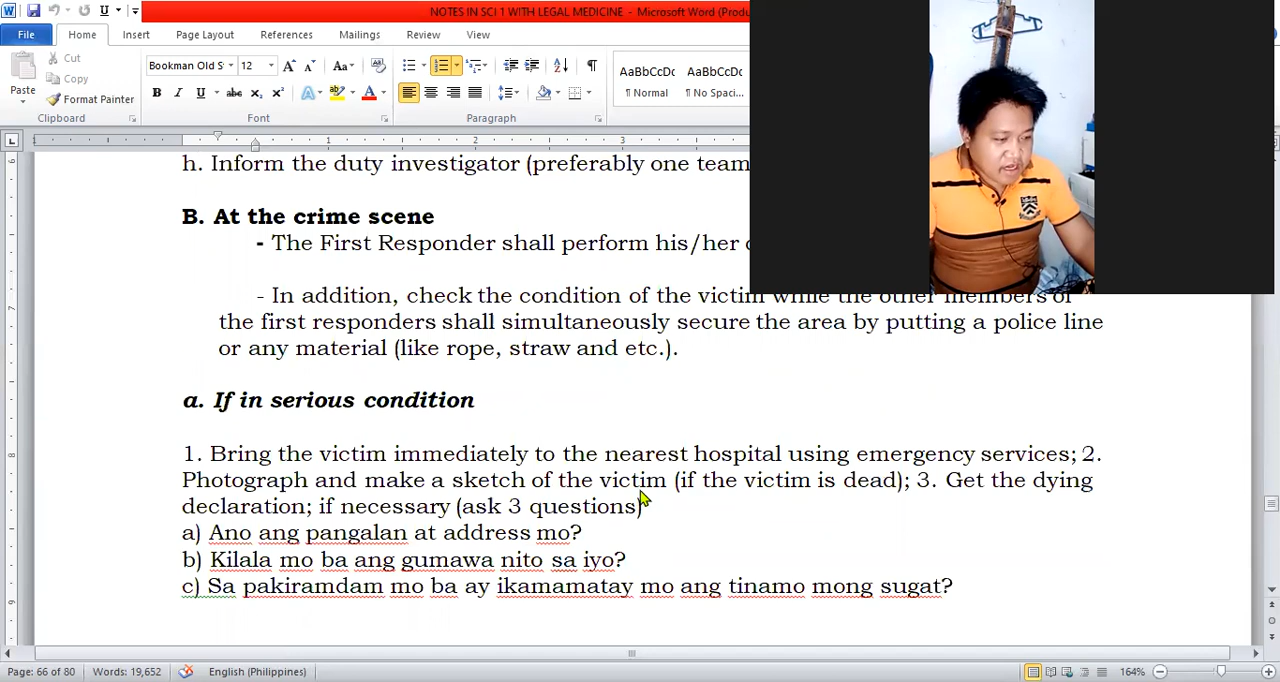 NOTES IN SCI 1 WITH LEGAL MEDICINE - Microsoft Word (Produ
File Home Insert Page Layout References Mailings Review View
Cut
Copy
Format Painter
Paste
Clipboard
Bookman Old S 12
Font
Paragraph
AaBbCcDc AaBbCcDc
¶ Normal ¶ No Spaci...
h. Inform the duty investigator (preferably one team
B. At the crime scene
- The First Responder shall perform his/her
- In addition, check the condition of the victim while the other members of
the first responders shall simultaneously secure the area by putting a police line
or any material (like rope, straw and etc.).
a. If in serious condition
1. Bring the victim immediately to the nearest hospital using emergency services; 2.
Photograph and make a sketch of the victim (if the victim is dead); 3. Get the dying
declaration; if necessary (ask 3 questions)
a) Ano ang pangalan at address mo?
b) Kilala mo ba ang gumawa nito sa iyo?
c) Sa pakiramdam mo ba ay ikamamatay mo ang tinamo mong sugat?
Page: 66 of 80 Words: 19,652 English (Philippines) 164%